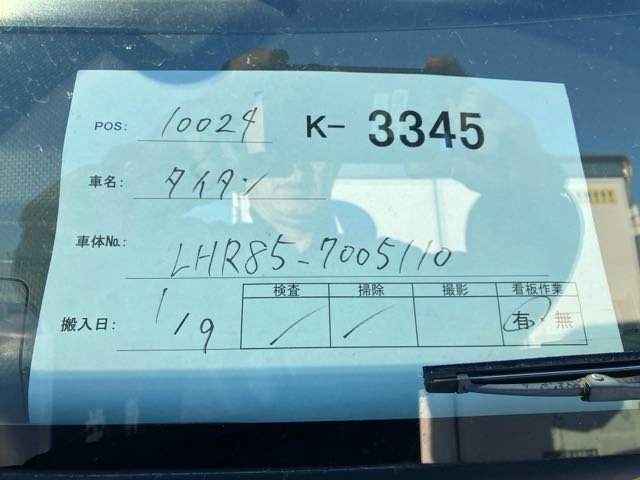 POS: 10024 K- 3345
車名: タイタン
車体No.: LHR85-7005110
検査 掃除 撮影 看板作業
搬入日: 1/19 / / 有・無